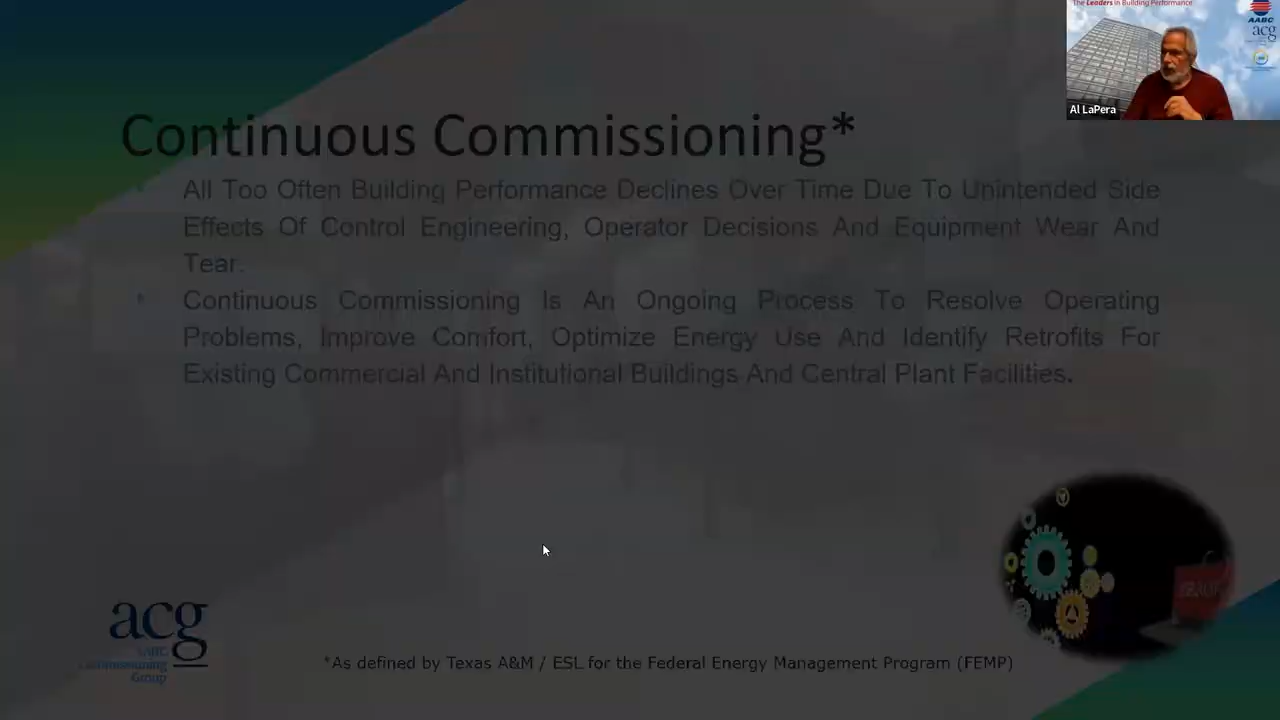 The Leaders in Building Performance
AABC
acg
Al LaPera
Continuous Commissioning*
All Too Often Building Performance Declines Over Time Due To Unintended Side
Effects Of Control Engineering, Operator Decisions And Equipment Wear And
Tear.
Continuous Commissioning Is An Ongoing Process To Resolve Operating
Problems, Improve Comfort, Optimize Energy Use And Identify Retrofits For
Existing Commercial And Institutional Buildings And Central Plant Facilities.
acg
AABC
Commissioning
Group
*As defined by Texas A&M / ESL for the Federal Energy Management Program (FEMP)